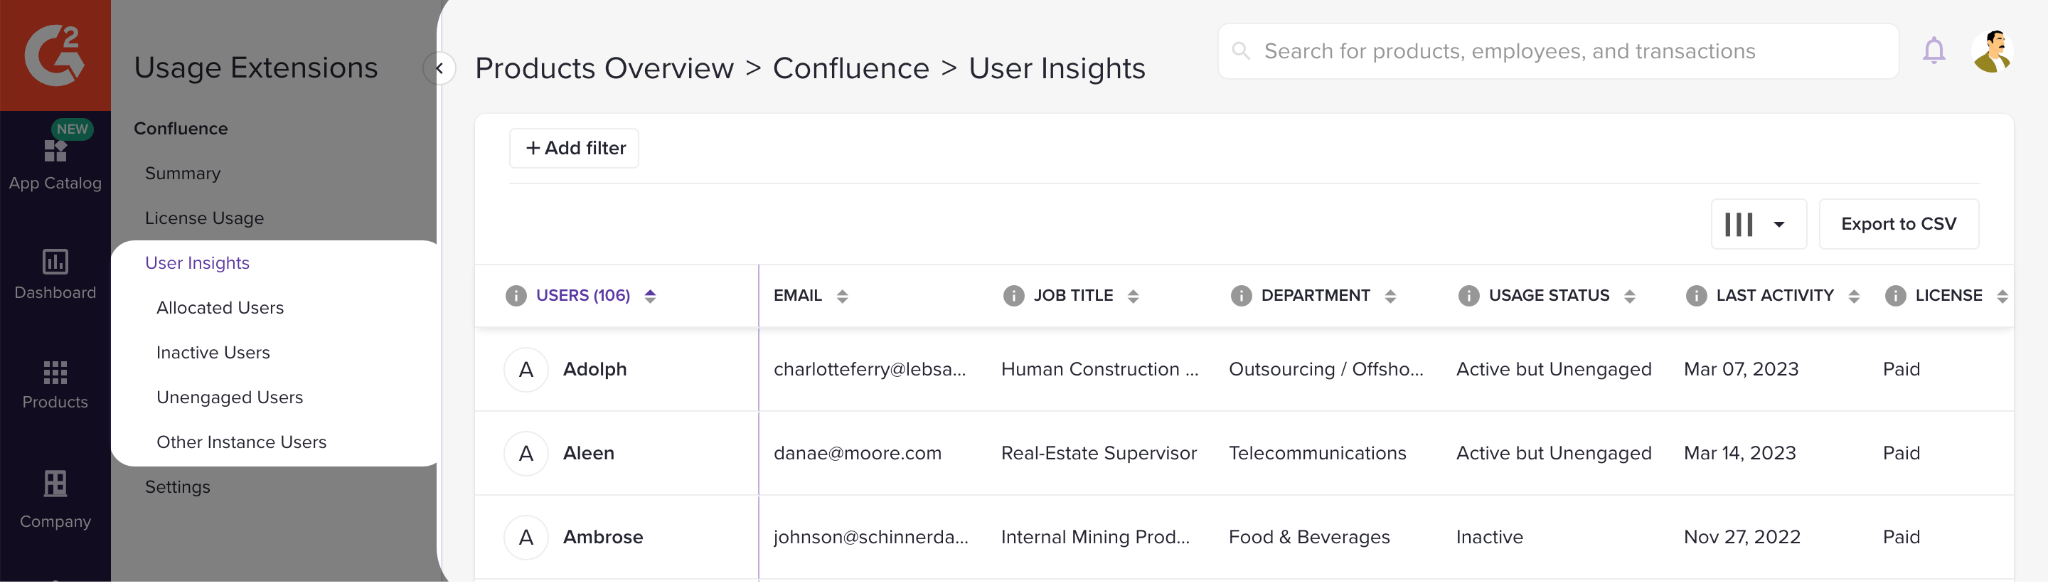 G2
NEW
App Catalog
Dashboard
Products
Company
Usage Extensions
Confluence
Summary
License Usage
User Insights
Allocated Users
Inactive Users
Unengaged Users
Other Instance Users
Settings
Products Overview > Confluence > User Insights
Search for products, employees, and transactions
+ Add filter
Export to CSV
USERS (106) EMAIL JOB TITLE DEPARTMENT USAGE STATUS LAST ACTIVITY LICENSE
A Adolph charlotteferry@lebsa... Human Construction ... Outsourcing / Offsho... Active but Unengaged Mar 07, 2023 Paid
A Aleen danae@moore.com Real-Estate Supervisor Telecommunications Active but Unengaged Mar 14, 2023 Paid
A Ambrose johnson@schinnerda... Internal Mining Prod... Food & Beverages Inactive Nov 27, 2022 Paid